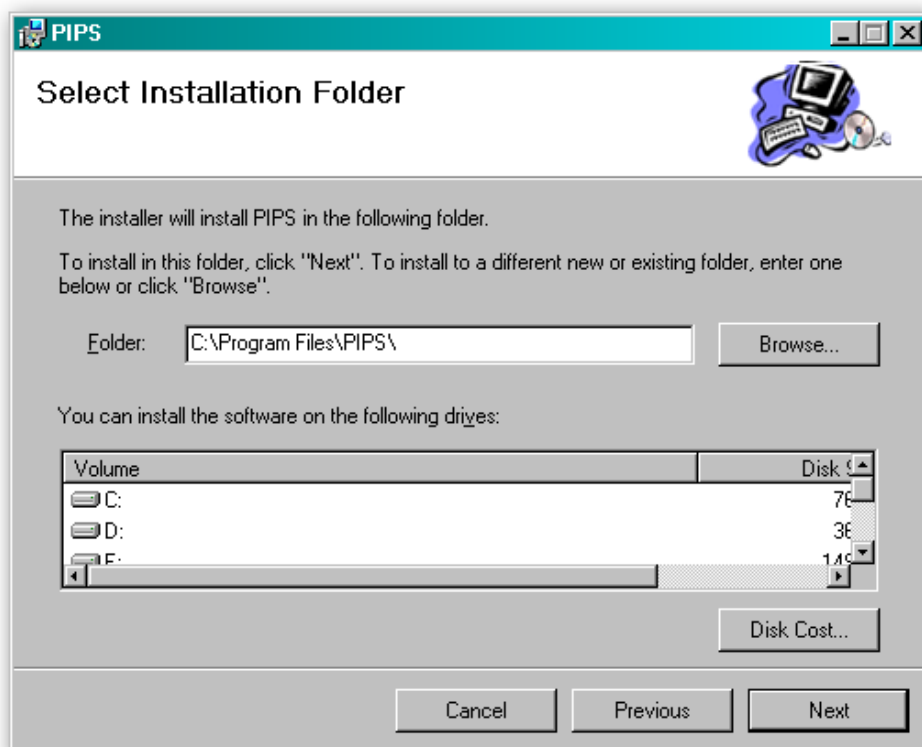 PIPS
Select Installation Folder
The installer will install PIPS in the following folder.
To install in this folder, click "Next". To install to a different new or existing folder, enter one
below or click "Browse".
Folder: C:\Program Files\PIPS\ Browse...
You can install the software on the following drives:
Volume Disk
C:
D:
Disk Cost...
Cancel Previous Next